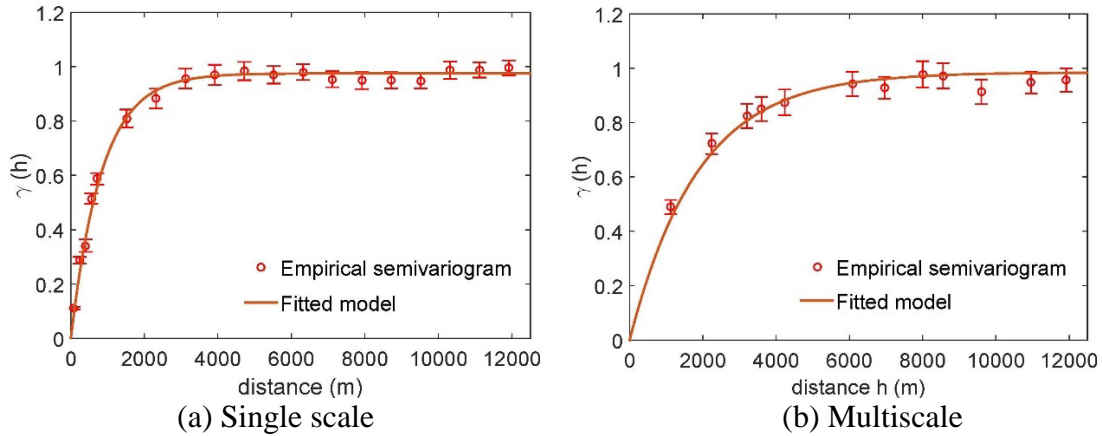 1.2
1
0.8
0.6
0.4
0.2
0
γ (h)
Empirical semivariogram
Fitted model
0 2000 4000 6000 8000 10000 12000
distance (m)
(a) Single scale
1.2
1
0.8
0.6
0.4
0.2
0
γ (h)
Empirical semivariogram
Fitted model
0 2000 4000 6000 8000 10000 12000
distance h (m)
(b) Multiscale